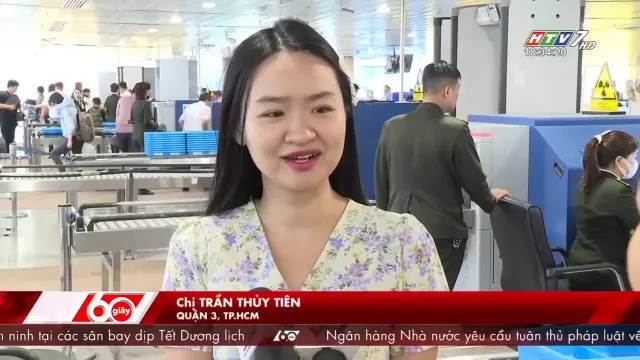 HTV7 HD
18:34:20
60 giây
Chị TRẦN THỦY TIÊN
QUẬN 3, TP.HCM
n ninh tại các sân bay dịp Tết Dương lịch 60 Ngân hàng Nhà nước yêu cầu tuân thủ pháp luật về